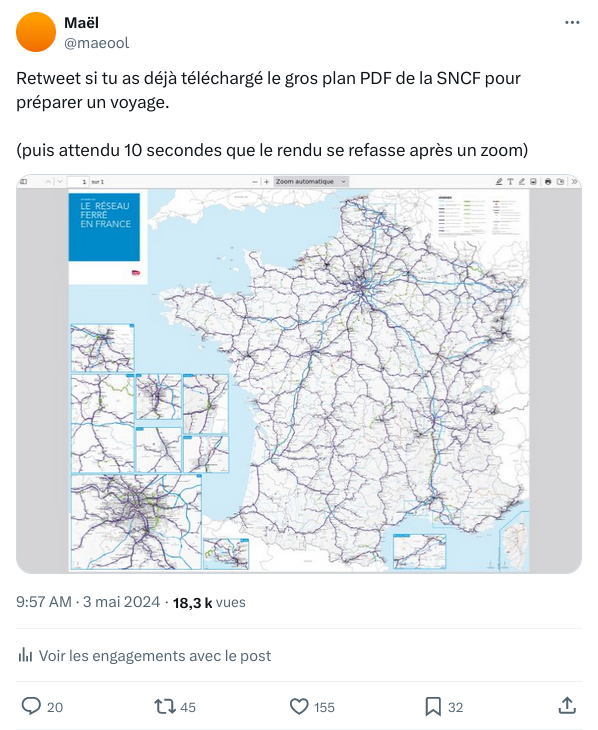 Maël
@maeool
Retweet si tu as déjà téléchargé le gros plan PDF de la SNCF pour
préparer un voyage.
(puis attendu 10 secondes que le rendu se refasse après un zoom)
1 sur 1
Zoom automatique
LE RÉSEAU
FERRÉ
EN FRANCE
9:57 AM · 3 mai 2024 · 18,3 k vues
Voir les engagements avec le post
20 45 155 32